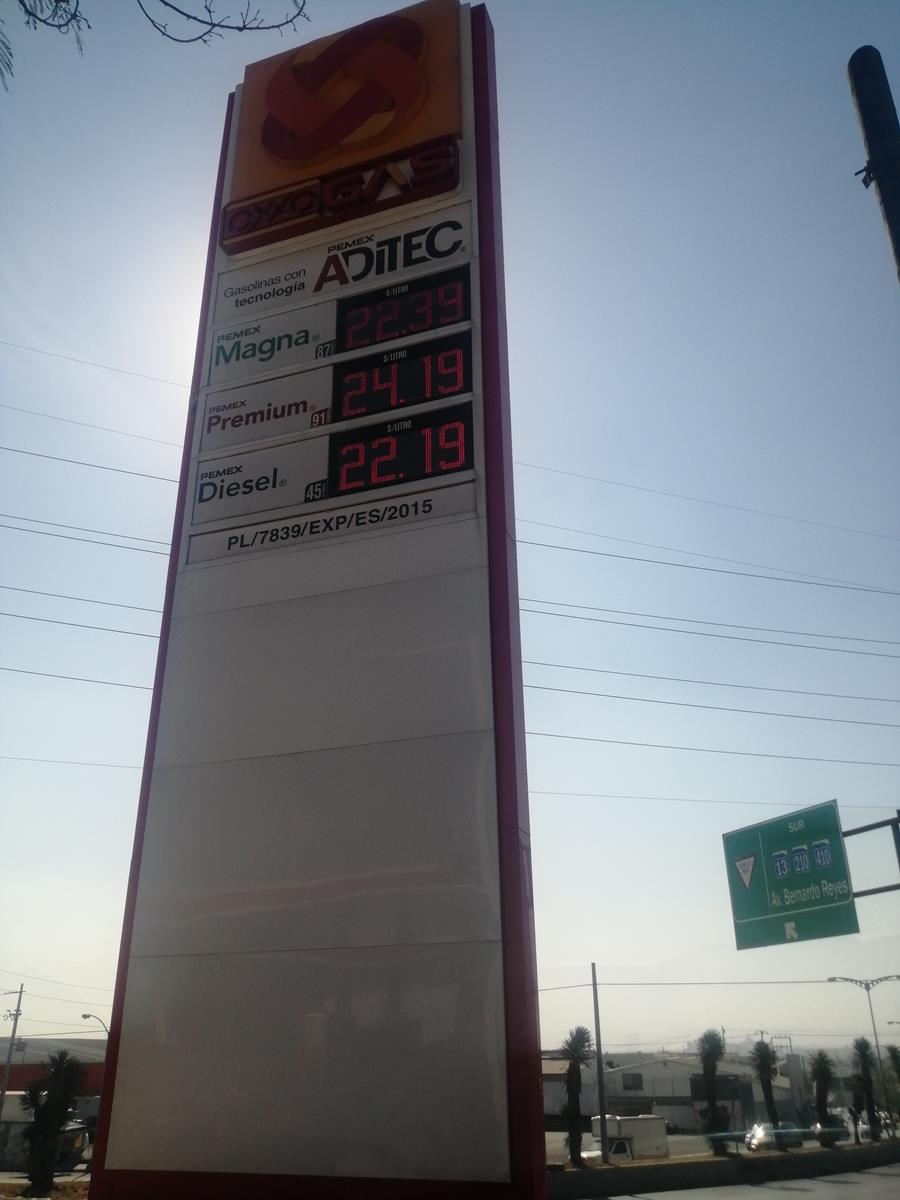 OXXO GAS
PEMEX
ADITEC®
Gasolinas con
tecnología
PEMEX
Magna® 87
$/LITRO
22.39
PEMEX
Premium® 91
$/LITRO
24.19
PEMEX
Diesel® 45
$/LITRO
22.19
PL/7839/EXP/ES/2015
SUR
13 210 410
Av. Bernardo Reyes